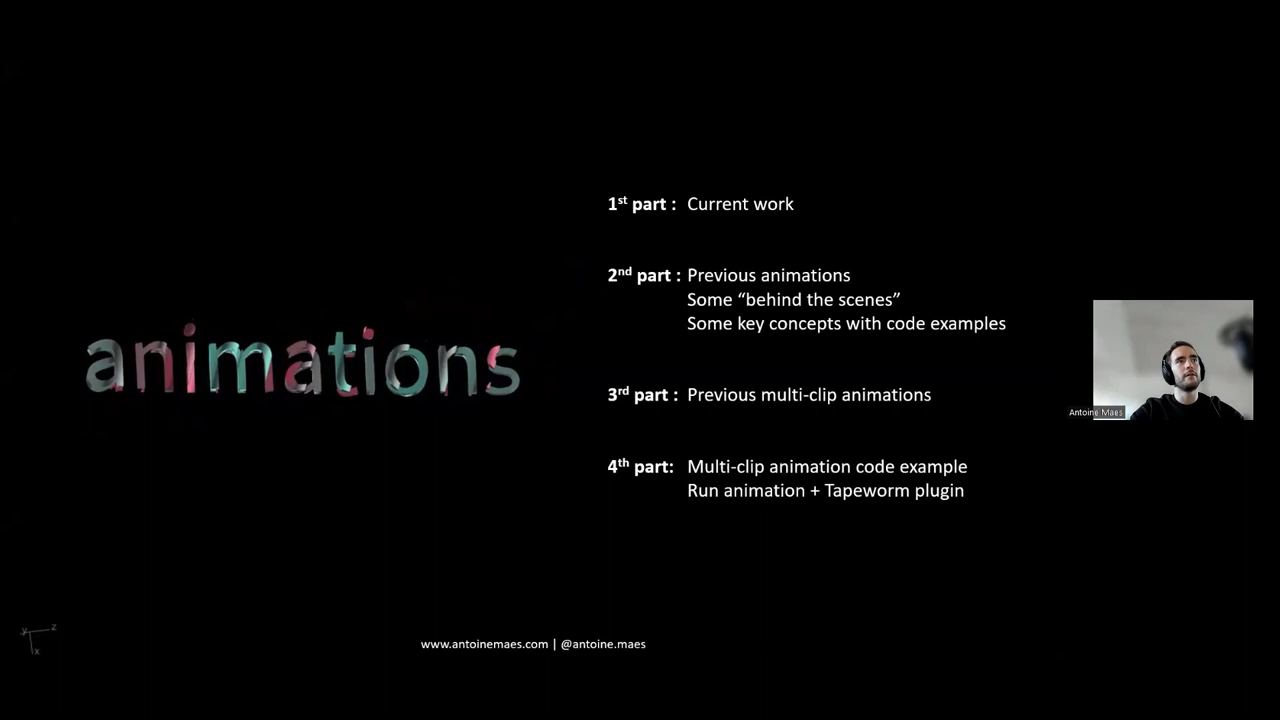 animations
1st part : Current work
2nd part : Previous animations
Some “behind the scenes”
Some key concepts with code examples
3rd part : Previous multi-clip animations
4th part: Multi-clip animation code example
Run animation + Tapeworm plugin
Antoine Maes
www.antoinemaes.com | @antoine.maes
y z
x